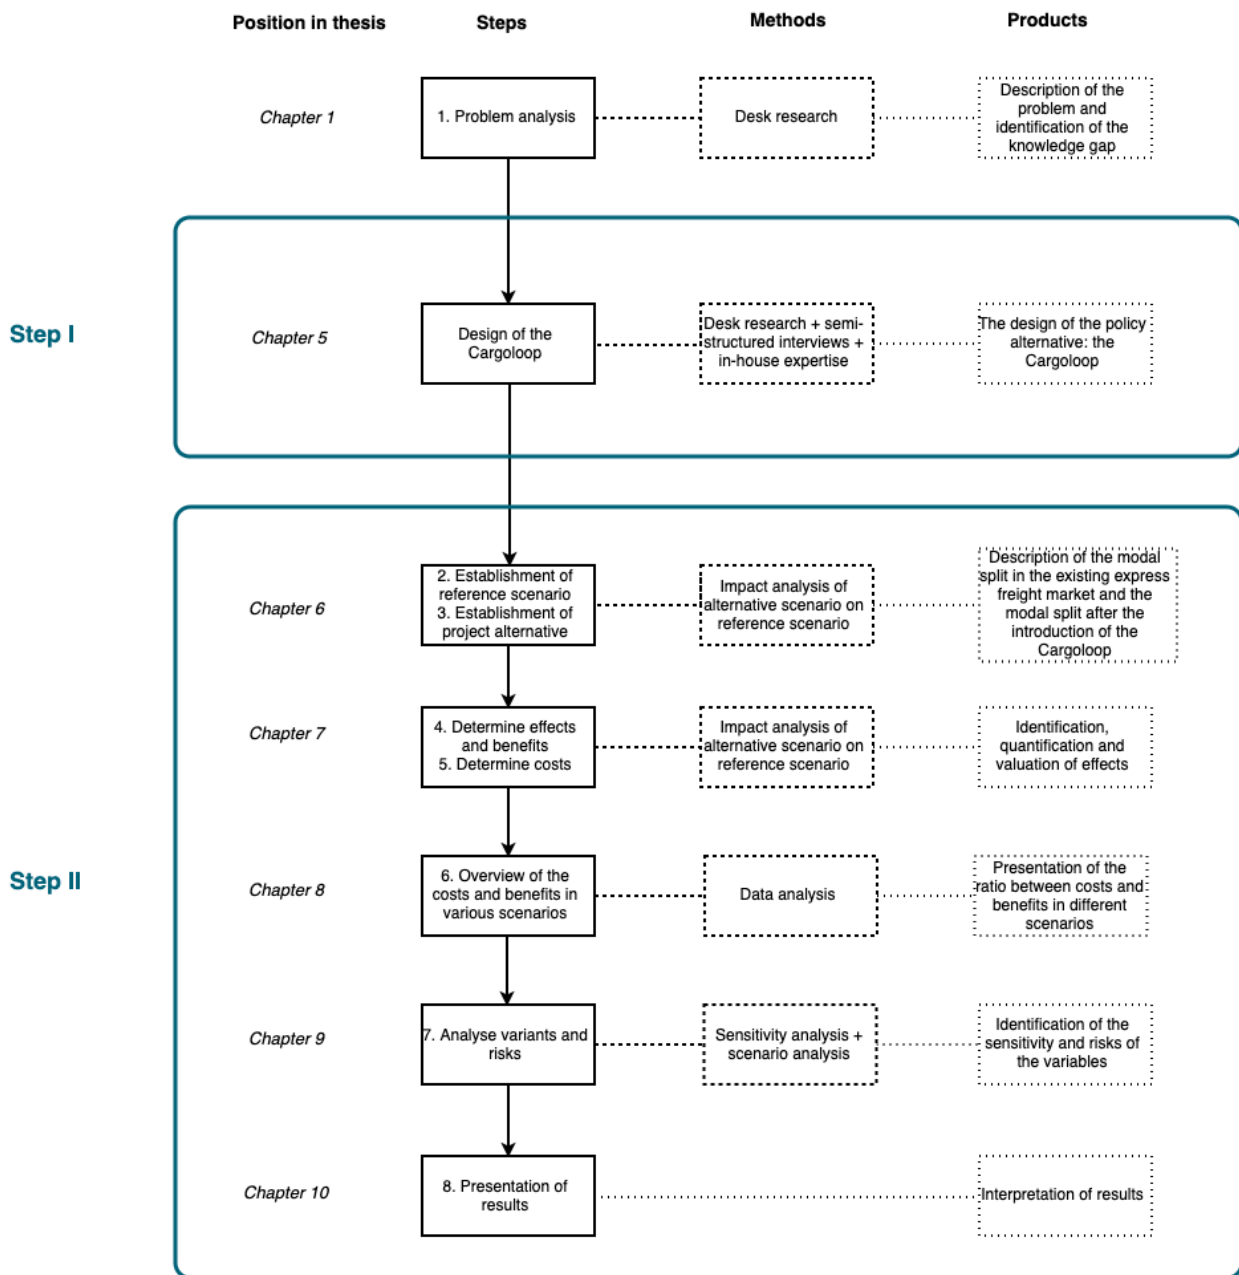 Position in thesis
Steps
Methods
Products
Chapter 1
1. Problem analysis
Desk research
Description of the
problem and
identification of the
knowledge gap
Step I
Chapter 5
Design of the
Cargoloop
Desk research + semi-
structured interviews +
in-house expertise
The design of the policy
alternative: the
Cargoloop
Chapter 6
2. Establishment of
reference scenario
3. Establishment of
project alternative
Impact analysis of
alternative scenario on
reference scenario
Description of the modal
split in the existing express
freight market and the
modal split after the
introduction of the
Cargoloop
Chapter 7
4. Determine effects
and benefits
5. Determine costs
Impact analysis of
alternative scenario on
reference scenario
Identification,
quantification and
valuation of effects
Step II
Chapter 8
6. Overview of the
costs and benefits in
various scenarios
Data analysis
Presentation of the
ratio between costs and
benefits in different
scenarios
Chapter 9
7. Analyse variants and
risks
Sensitivity analysis +
scenario analysis
Identification of the
sensitivity and risks of
the variables
Chapter 10
8. Presentation of
results
Interpretation of results